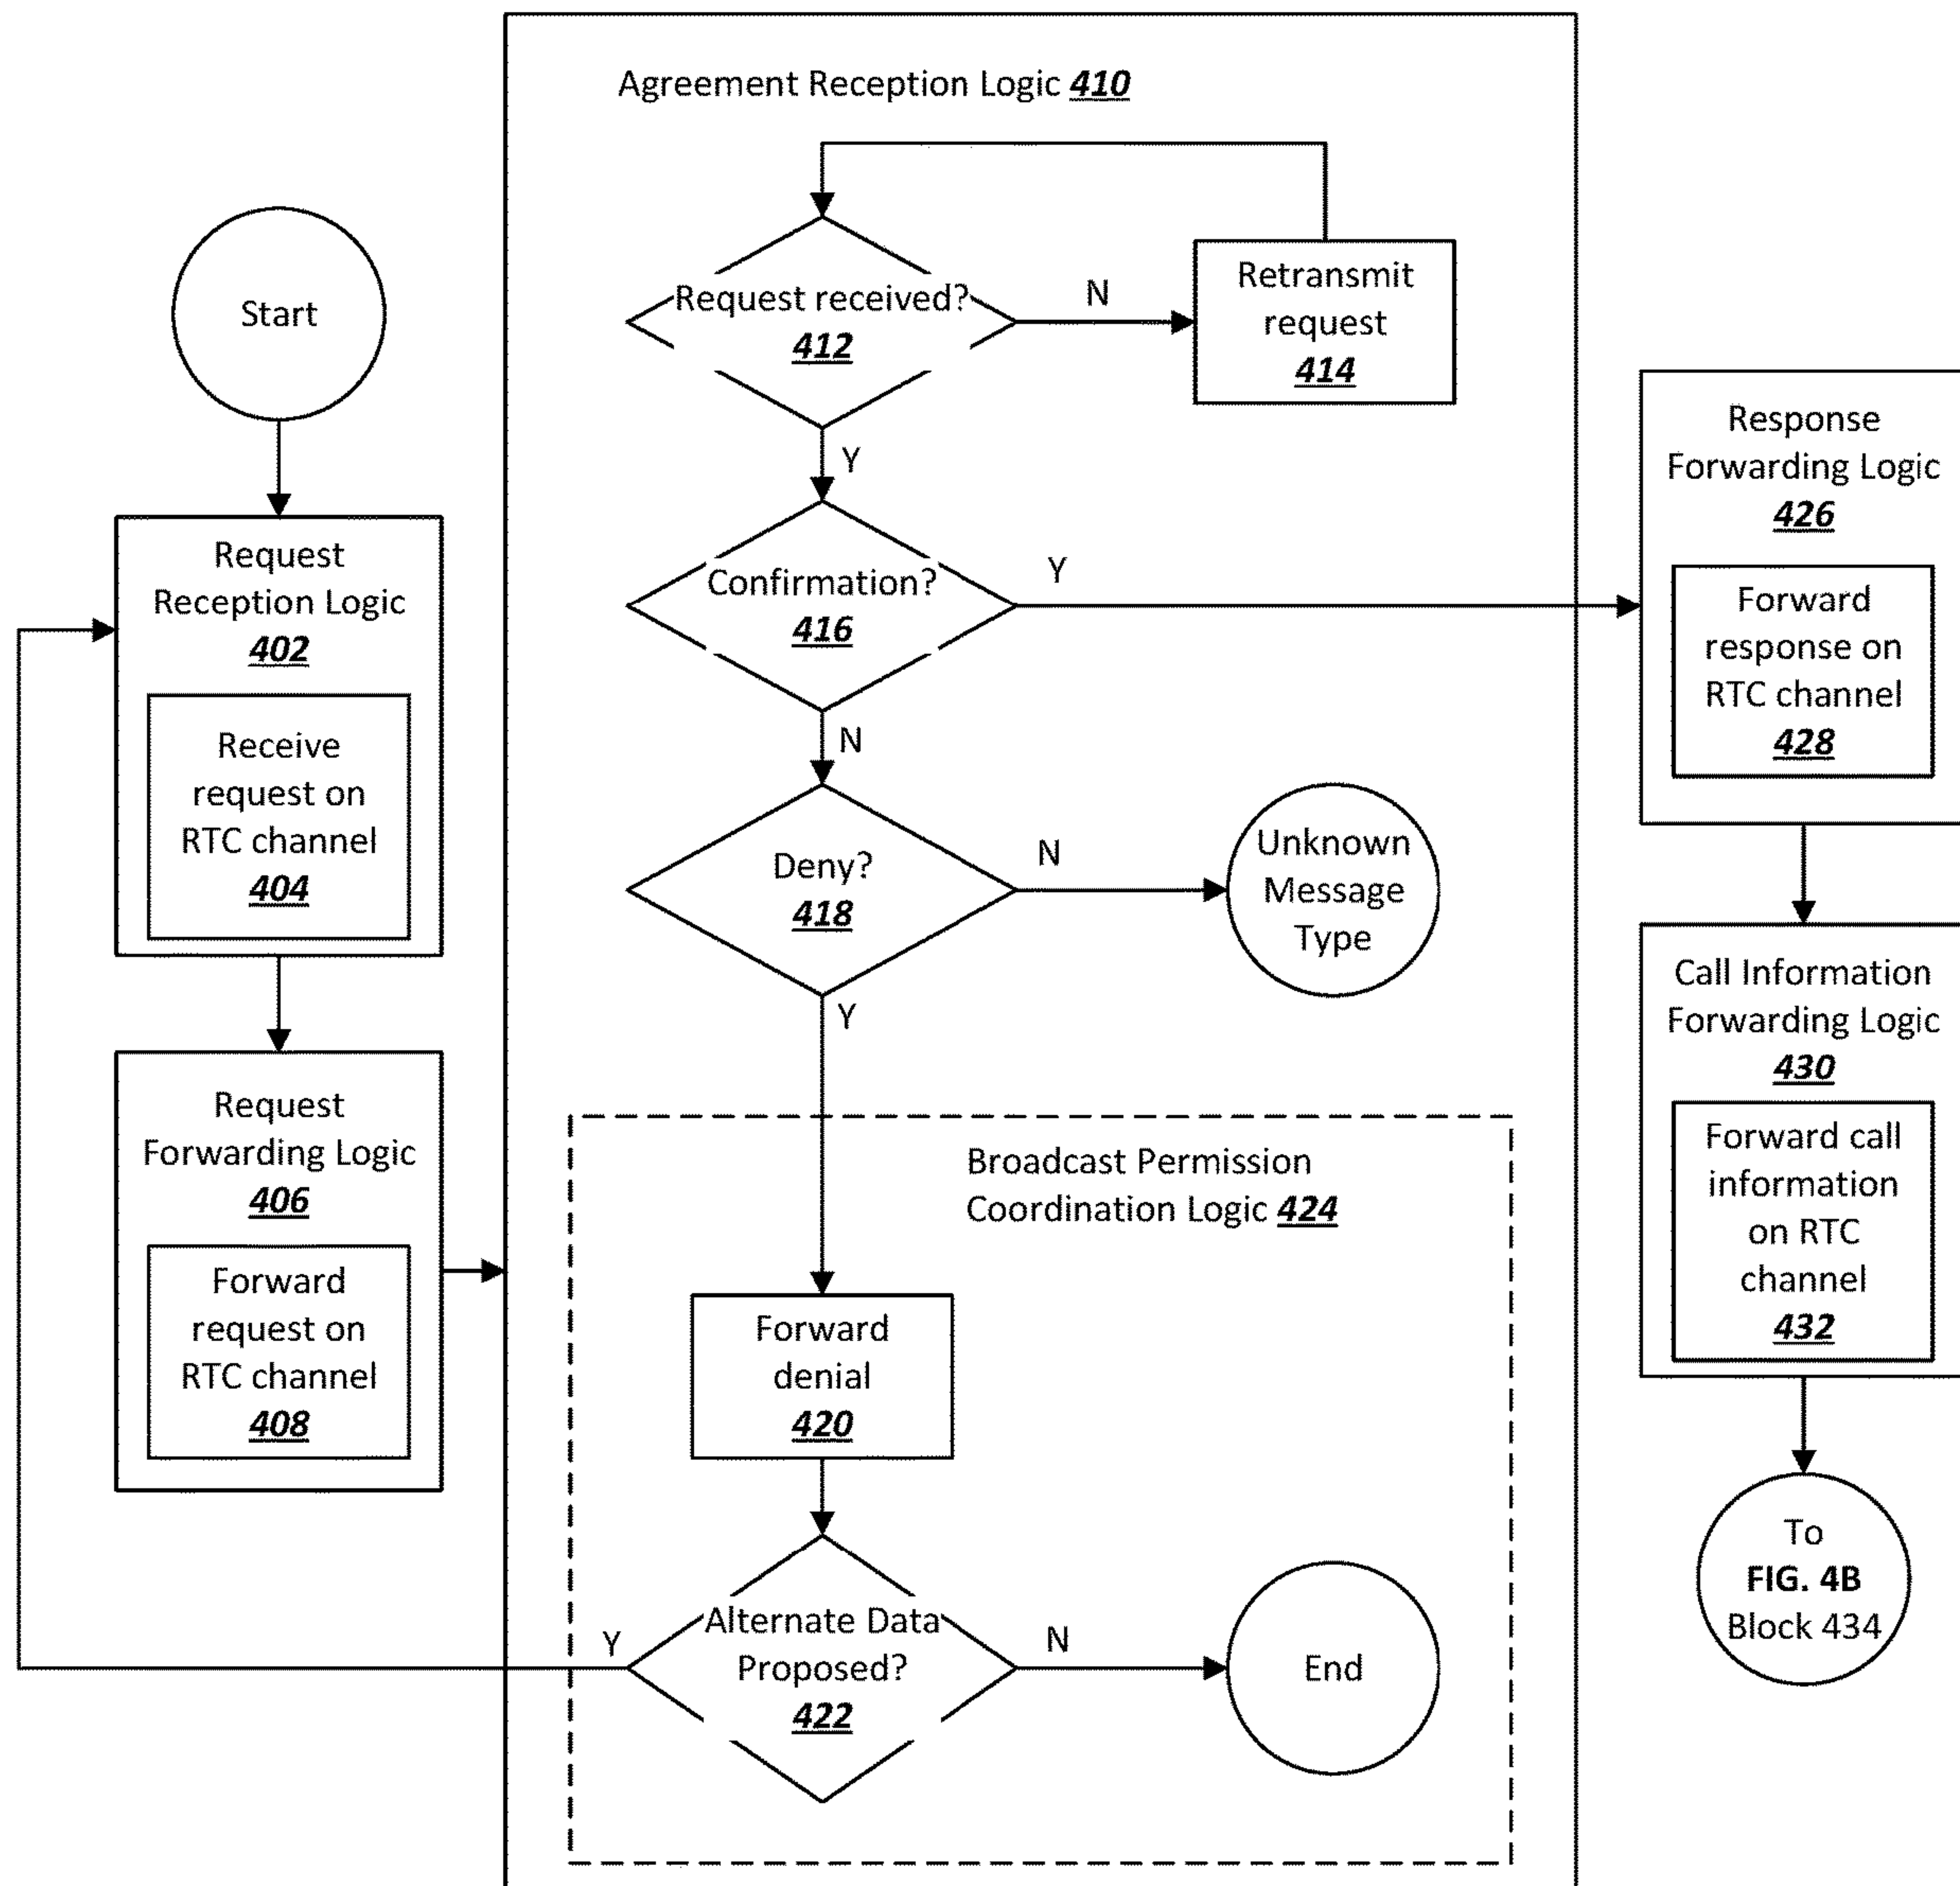 Agreement Reception Logic 410
Start
Request received?
412
N
Retransmit
request
414
Y
Request
Reception Logic
402
Receive
request on
RTC channel
404
Confirmation?
416
Y
N
Response
Forwarding Logic
426
Forward
response on
RTC channel
428
Deny?
418
N
Unknown
Message
Type
Y
Request
Forwarding Logic
406
Forward
request on
RTC channel
408
Broadcast Permission
Coordination Logic 424
Forward
denial
420
Alternate Data
Proposed?
422
Y
N
End
Call Information
Forwarding Logic
430
Forward call
information
on RTC
channel
432
To
FIG. 4B
Block 434